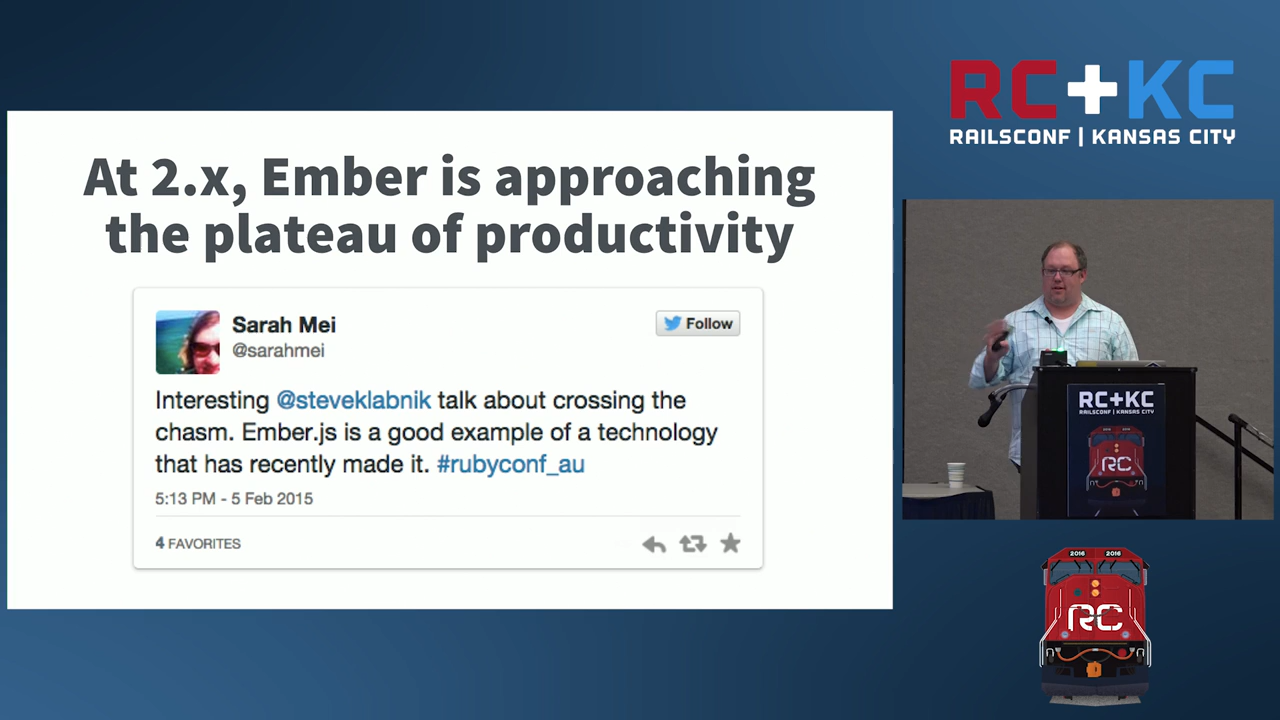 At 2.x, Ember is approaching
the plateau of productivity
Sarah Mei
@sarahmei
Follow
Interesting @steveklabnik talk about crossing the
chasm. Ember.js is a good example of a technology
that has recently made it. #rubyconf_au
5:13 PM - 5 Feb 2015
4 FAVORITES
RC+KC
RAILSCONF | KANSAS CITY
RC+KC
RAILSCONF | KANSAS CITY
RC
2016 2016
RC